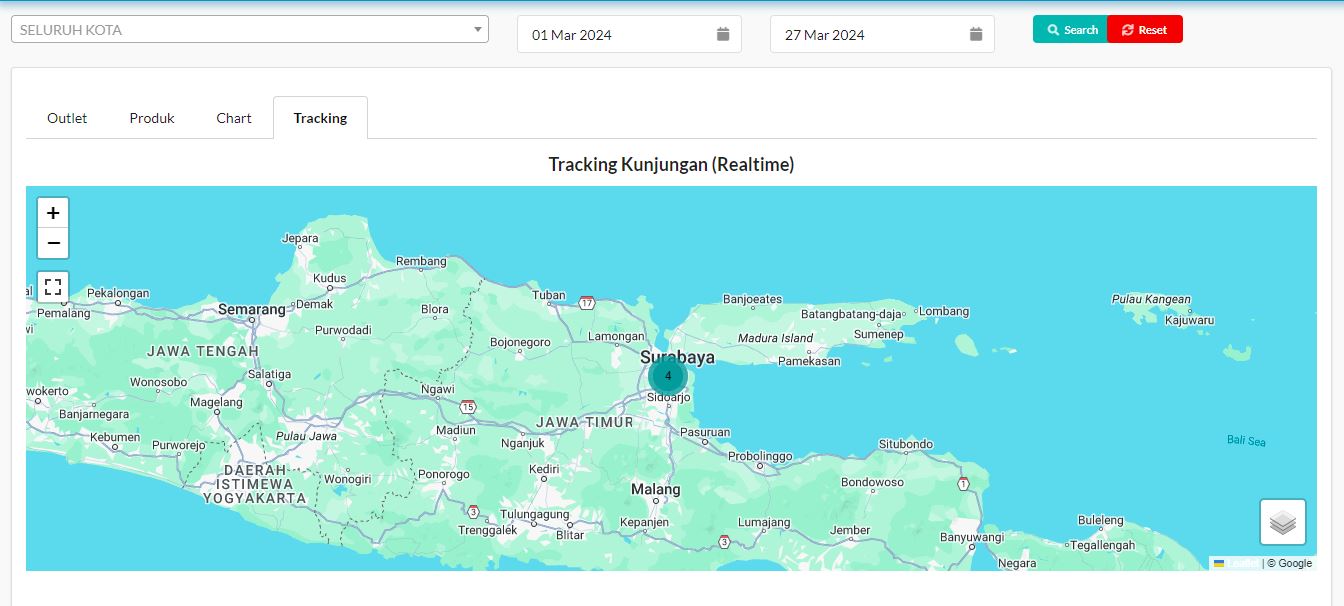 SELURUH KOTA
01 Mar 2024
27 Mar 2024
Search
Reset
Outlet
Produk
Chart
Tracking
Tracking Kunjungan (Realtime)
+
−
Jepara
Rembang
Kudus
Pekalongan
Pemalang
Semarang
Demak
Blora
Tuban
17
Banjoeates
Batangbatang-daja
Lombang
Pulau Kangean
Kajuwaru
Purwodadi
Bojonegoro
Lamongan
Madura Island
Sumenep
JAWA TENGAH
Surabaya
Pamekasan
4
Wonosobo
Salatiga
Ngawi
Sidoarjo
Magelang
15
Banjarnegara
JAWA TIMUR
Kebumen
Purworejo
Pulau Jawa
Madiun
Nganjuk
Pasuruan
Situbondo
Bali Sea
Probolinggo
DAERAH
ISTIMEWA
YOGYAKARTA
Wonogiri
Ponorogo
Kediri
Malang
Bondowoso
1
3
Tulungagung
Trenggalek
Blitar
Kepanjen
Lumajang
Jember
3
Banyuwangi
Buleleng
Tegallengah
Negara
Leaflet | © Google